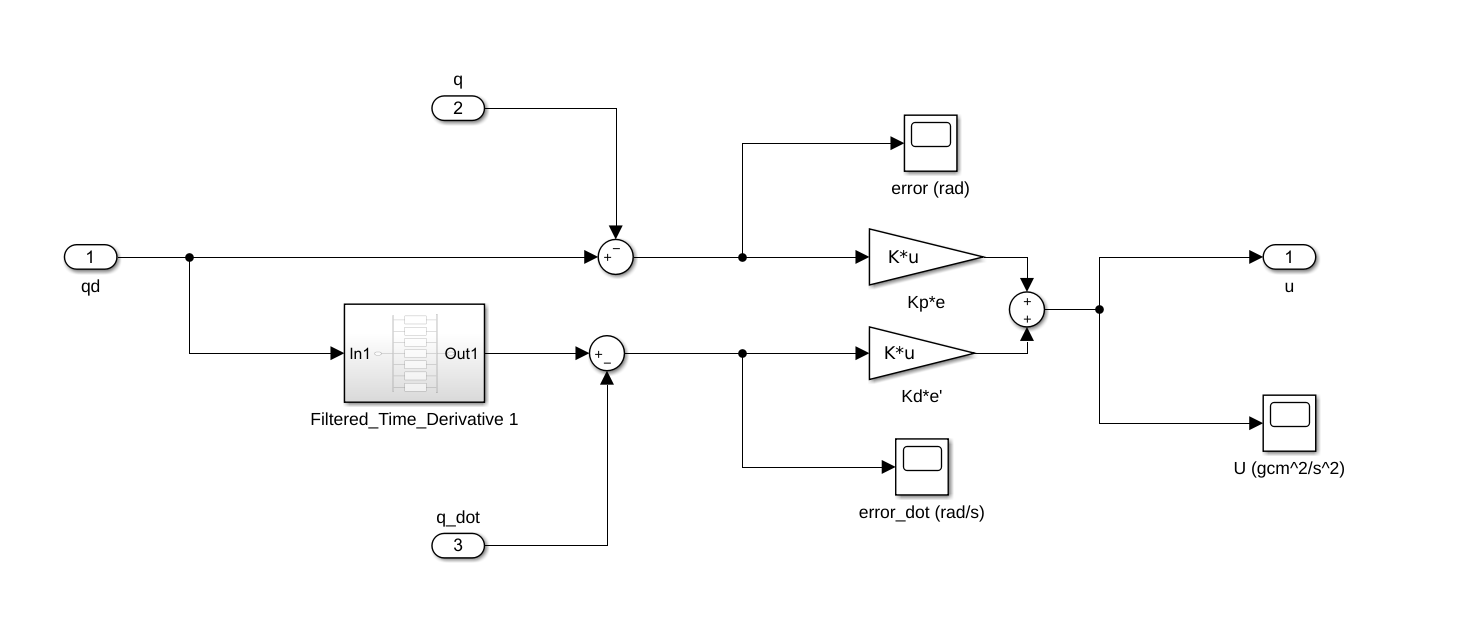 q
2
error (rad)
1
qd
−
+
K*u
Kp*e
+
+
1
u
In1
Out1
Filtered_Time_Derivative 1
+
−
K*u
Kd*e'
U (gcm^2/s^2)
error_dot (rad/s)
q_dot
3